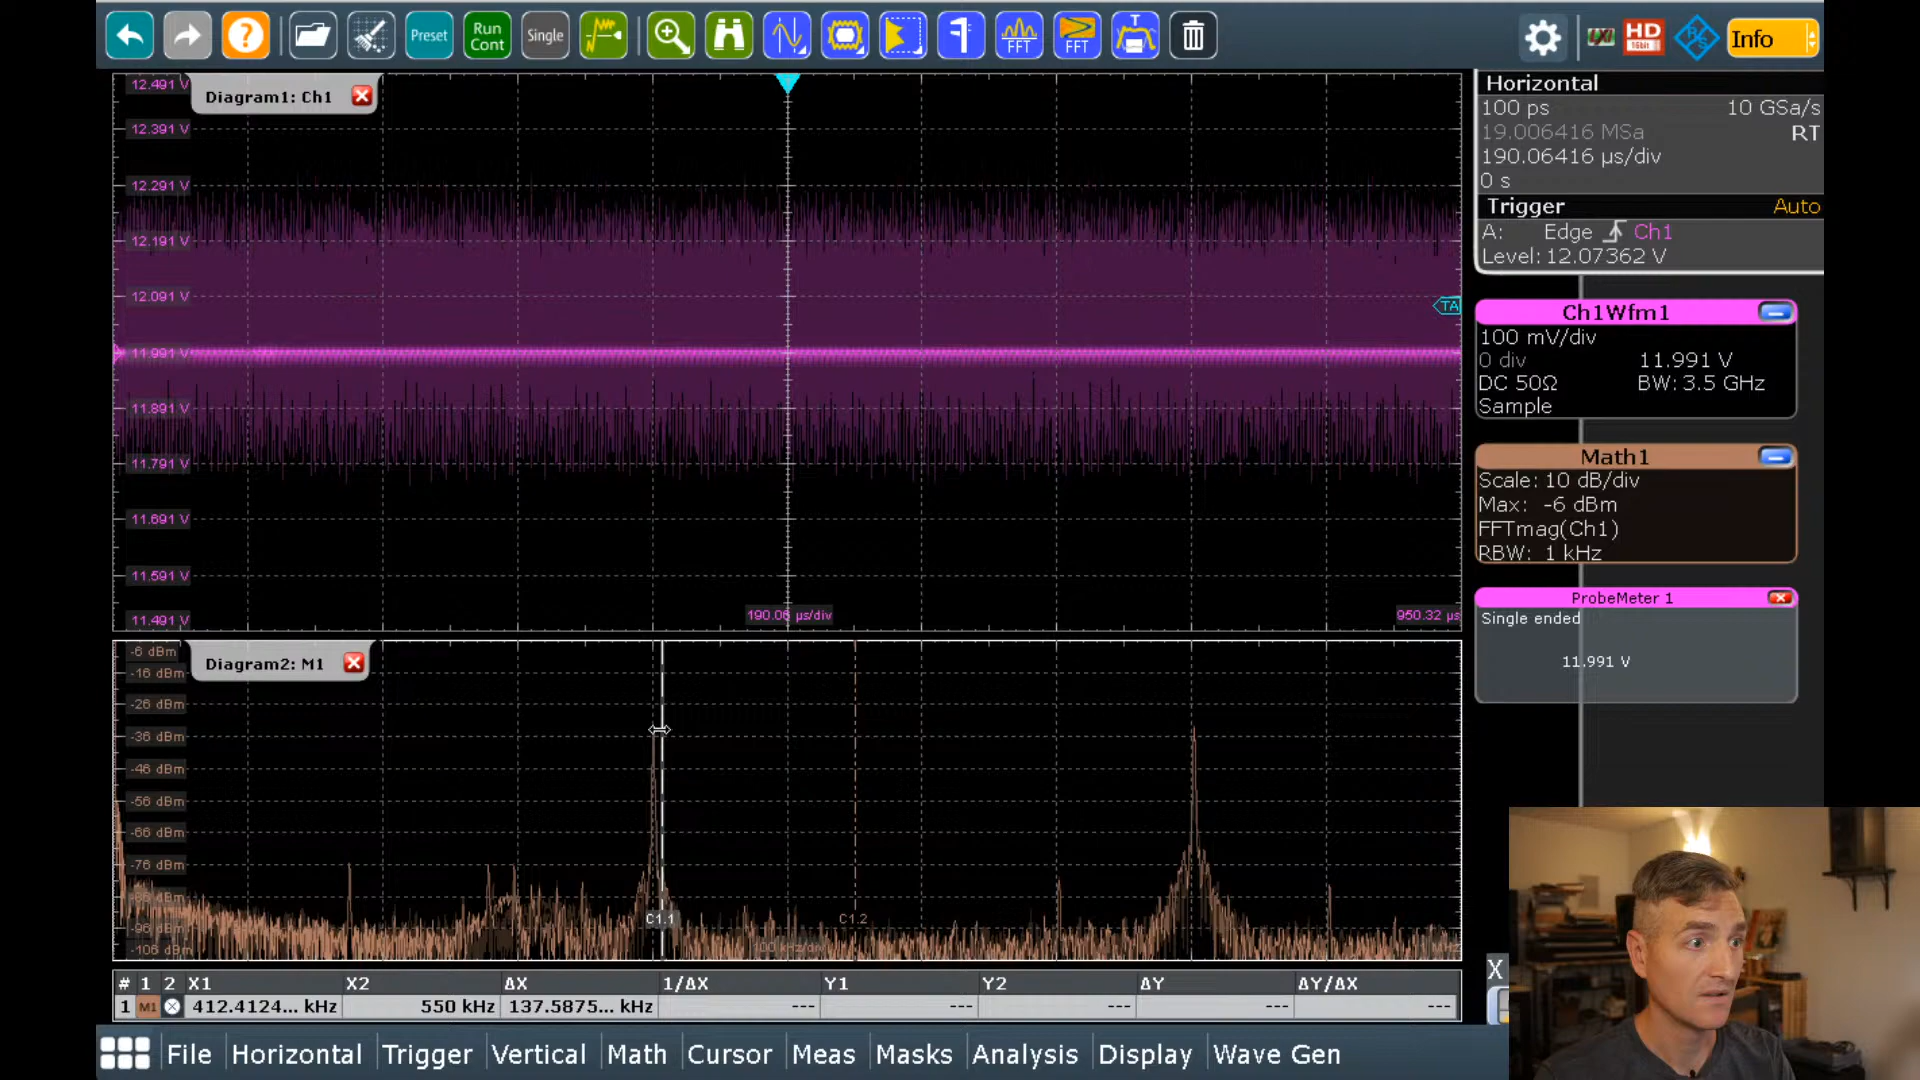 Preset
Run
Cont
Single
FFT
FFT
T
HD
16bit
R&S
Info
Diagram1: Ch1
12.491 V
12.391 V
12.291 V
12.191 V
12.091 V
11.991 V
11.891 V
11.791 V
11.691 V
11.591 V
11.491 V
TA
190.06 µs/div
950.32 µs
Horizontal
100 ps 10 GSa/s
19.006416 MSa RT
190.06416 µs/div
0 s
Trigger Auto
A: Edge Ch1
Level: 12.07362 V
Ch1Wfm1
100 mV/div
0 div 11.991 V
DC 50Ω BW: 3.5 GHz
Sample
Math1
Scale: 10 dB/div
Max: -6 dBm
FFTmag(Ch1)
RBW: 1 kHz
ProbeMeter 1
Single ended
11.991 V
Diagram2: M1
-6 dBm
-16 dBm
-26 dBm
-36 dBm
-46 dBm
-56 dBm
-66 dBm
-76 dBm
-86 dBm
-96 dBm
-106 dBm
C1.1
C1.2
100 kHz/div
# 1 2 X1 X2 ΔX 1/ΔX Y1 Y2 ΔY ΔY/ΔX
1 M1 412.4124... kHz 550 kHz 137.5875... kHz --- --- --- --- ---
X
File Horizontal Trigger Vertical Math Cursor Meas Masks Analysis Display Wave Gen